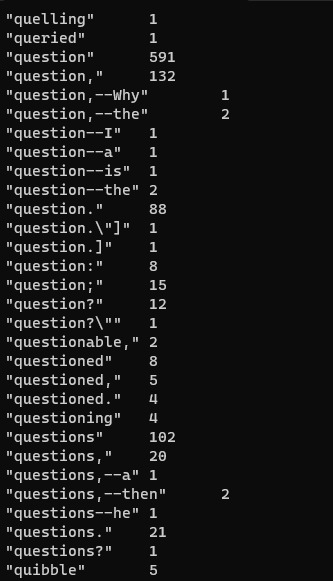 "quelling"	1
"queried"	1
"question"	591
"question,"	132
"question,--Why"	1
"question,--the"	2
"question--I"	1
"question--a"	1
"question--is"	1
"question--the"	2
"question."	88
"question.\"]"	1
"question.]"	1
"question:"	8
"question;"	15
"question?"	12
"question?\""	1
"questionable,"	2
"questioned"	8
"questioned,"	5
"questioned."	4
"questioning"	4
"questions"	102
"questions,"	20
"questions,--a"	1
"questions,--then"	2
"questions--he"	1
"questions."	21
"questions?"	1
"quibble"	5